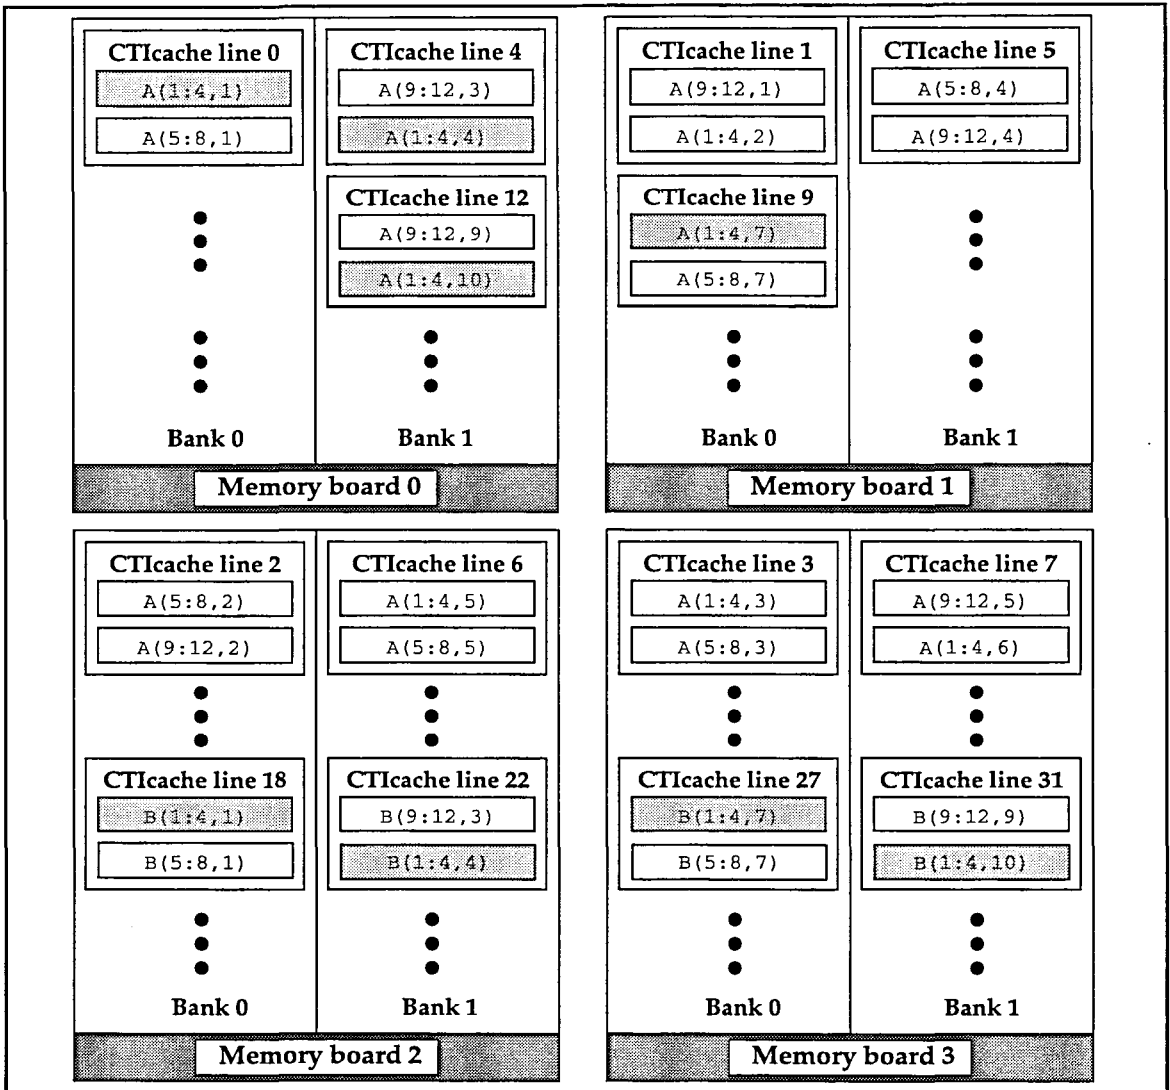 CTIcache line 0
A(1:4,1)
A(5:8,1)
Bank 0
CTIcache line 4
A(9:12,3)
A(1:4,4)
CTIcache line 12
A(9:12,9)
A(1:4,10)
Bank 1
Memory board 0
CTIcache line 1
A(9:12,1)
A(1:4,2)
CTIcache line 9
A(1:4,7)
A(5:8,7)
Bank 0
CTIcache line 5
A(5:8,4)
A(9:12,4)
Bank 1
Memory board 1
CTIcache line 2
A(5:8,2)
A(9:12,2)
CTIcache line 18
B(1:4,1)
B(5:8,1)
Bank 0
CTIcache line 6
A(1:4,5)
A(5:8,5)
CTIcache line 22
B(9:12,3)
B(1:4,4)
Bank 1
Memory board 2
CTIcache line 3
A(1:4,3)
A(5:8,3)
CTIcache line 27
B(1:4,7)
B(5:8,7)
Bank 0
CTIcache line 7
A(9:12,5)
A(1:4,6)
CTIcache line 31
B(9:12,9)
B(1:4,10)
Bank 1
Memory board 3